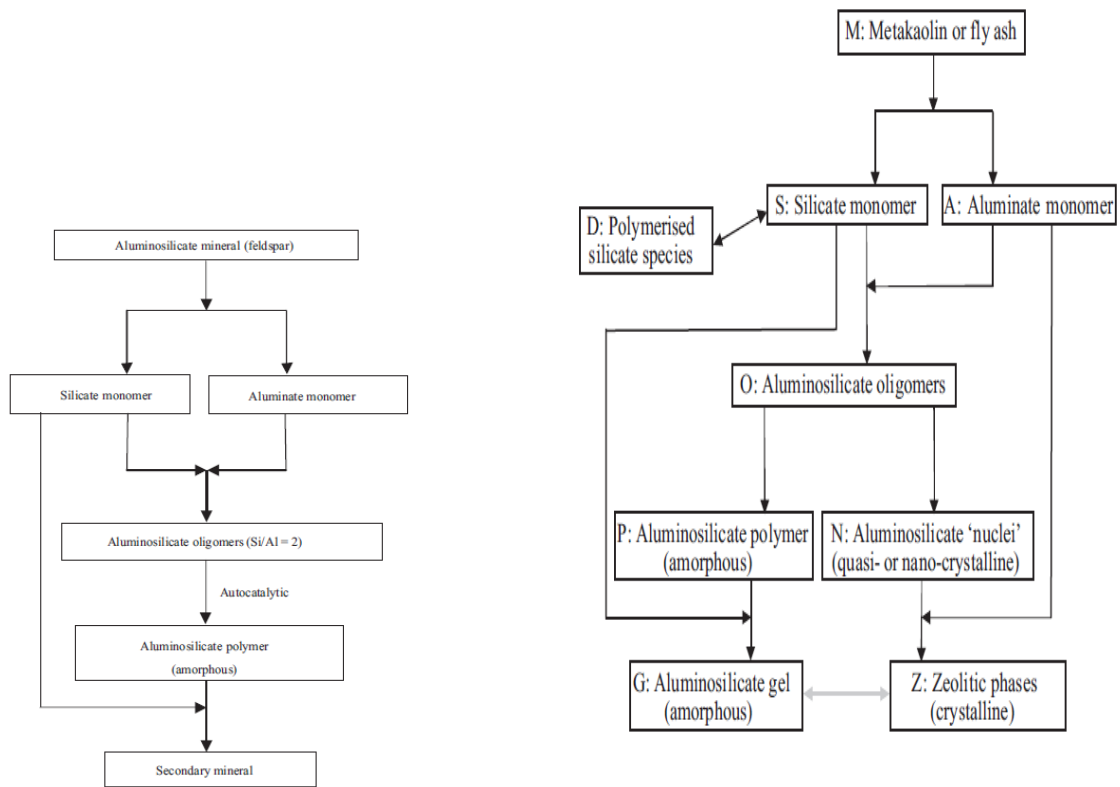 Aluminosilicate mineral (feldspar)
Silicate monomer
Aluminate monomer
Aluminosilicate oligomers (Si/Al = 2)
Autocatalytic
Aluminosilicate polymer
(amorphous)
Secondary mineral
M: Metakaolin or fly ash
S: Silicate monomer
A: Aluminate monomer
D: Polymerised
silicate species
O: Aluminosilicate oligomers
P: Aluminosilicate polymer
(amorphous)
N: Aluminosilicate ‘nuclei’
(quasi- or nano-crystalline)
G: Aluminosilicate gel
(amorphous)
Z: Zeolitic phases
(crystalline)